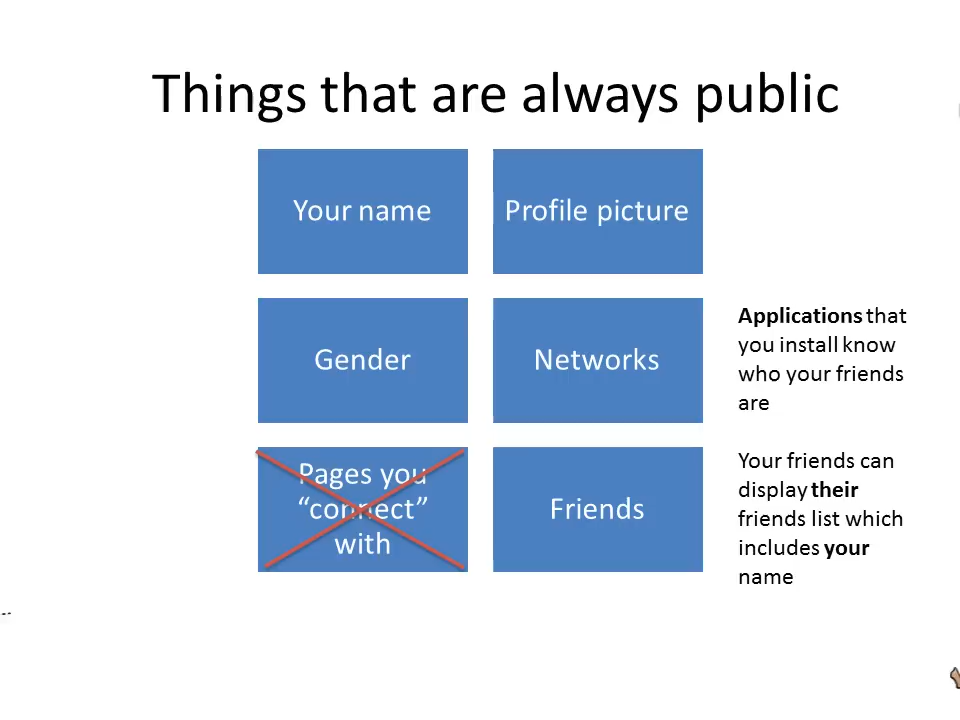 Things that are always public
Your name
Profile picture
Gender
Networks
Applications that
you install know
who your friends
are
Pages you
“connect”
with
Friends
Your friends can
display their
friends list which
includes your
name